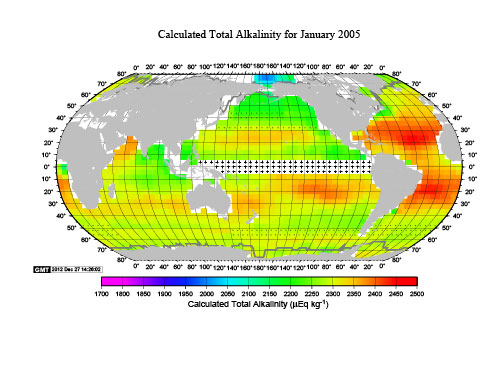 Calculated Total Alkalinity for January 2005
0° 20° 40° 60° 80° 100°120°140°160°180°160°140°120°100° 80° 60° 40° 20° 0°
80° 80°
70° 70°
60° 60°
50° 50°
40° 40°
30° 30°
20° 20°
10° 10°
0° 0°
10° 10°
20° 20°
30° 30°
40° 40°
50° 50°
60° 60°
70° 70°
80° 80°
0° 20° 40° 60° 80° 100°120°140°160°180°160°140°120°100° 80° 60° 40° 20° 0°
GMT 2012 Dec 27 14:26:02
1700 1800 1850 1900 1950 2000 2050 2100 2150 2200 2250 2300 2350 2400 2450 2500
Calculated Total Alkalinity (μEq kg-1)